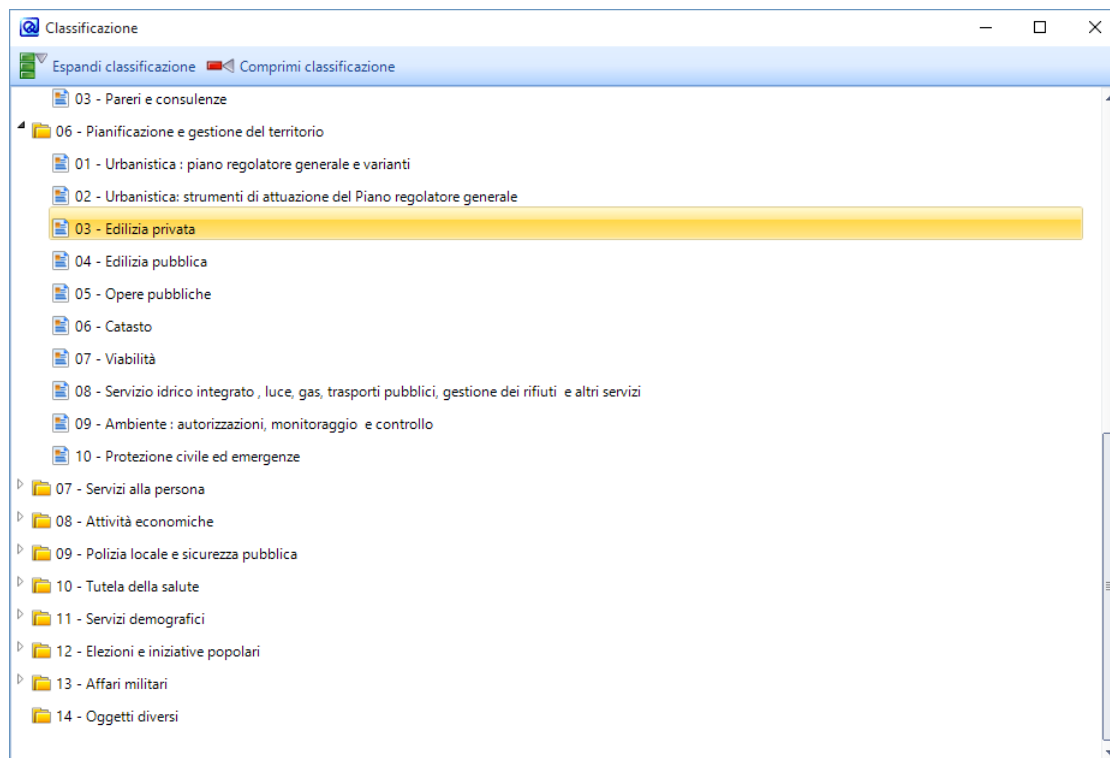 Classificazione
Espandi classificazione Comprimi classificazione
03 - Pareri e consulenze
06 - Pianificazione e gestione del territorio
01 - Urbanistica : piano regolatore generale e varianti
02 - Urbanistica: strumenti di attuazione del Piano regolatore generale
03 - Edilizia privata
04 - Edilizia pubblica
05 - Opere pubbliche
06 - Catasto
07 - Viabilità
08 - Servizio idrico integrato , luce, gas, trasporti pubblici, gestione dei rifiuti  e altri servizi
09 - Ambiente : autorizzazioni, monitoraggio  e controllo
10 - Protezione civile ed emergenze
07 - Servizi alla persona
08 - Attività economiche
09 - Polizia locale e sicurezza pubblica
10 - Tutela della salute
11 - Servizi demografici
12 - Elezioni e iniziative popolari
13 - Affari militari
14 - Oggetti diversi